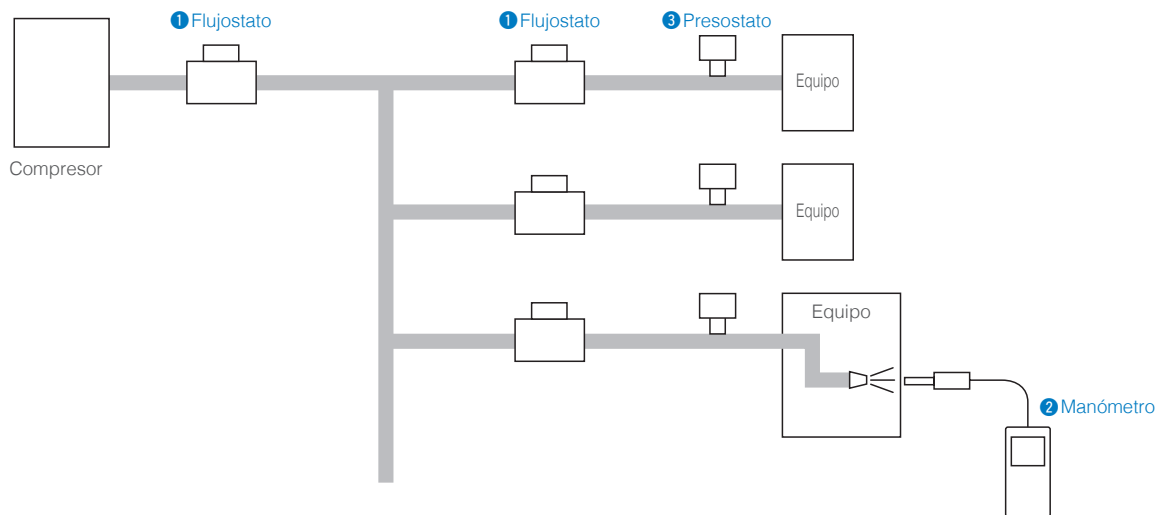 ❶Flujostato
❶Flujostato
❸Presostato
Equipo
Compresor
Equipo
Equipo
❷Manómetro